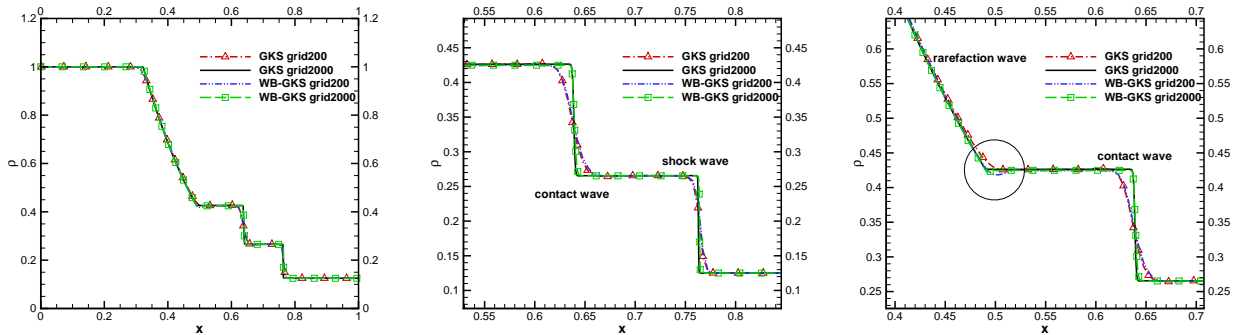 0 0.2 0.4 0.6 0.8 1
1.2 1.2
ρ
GKS grid200
GKS grid2000
WB-GKS grid200
WB-GKS grid2000
1 1
0.8 0.8
0.6 0.6
0.4 0.4
0.2 0.2
0 0
0 0.2 0.4 0.6 0.8 1
x
0.55 0.6 0.65 0.7 0.75 0.8
ρ
0.45
0.4 0.4
0.35 0.35
0.3 0.3
0.25 0.25
0.2 0.2
0.15 0.15
0.1 0.1
0.45
GKS grid200
GKS grid2000
WB-GKS grid200
WB-GKS grid2000
shock wave
contact wave
0.55 0.6 0.65 0.7 0.75 0.8
x
0.4 0.45 0.5 0.55 0.6 0.65 0.7
ρ
0.6 0.6
0.55 0.55
0.5 0.5
0.45 0.45
0.4 0.4
0.35 0.35
0.3 0.3
0.25 0.25
rarefaction wave
GKS grid200
GKS grid2000
WB-GKS grid200
WB-GKS grid2000
contact wave
0.4 0.45 0.5 0.55 0.6 0.65 0.7
x